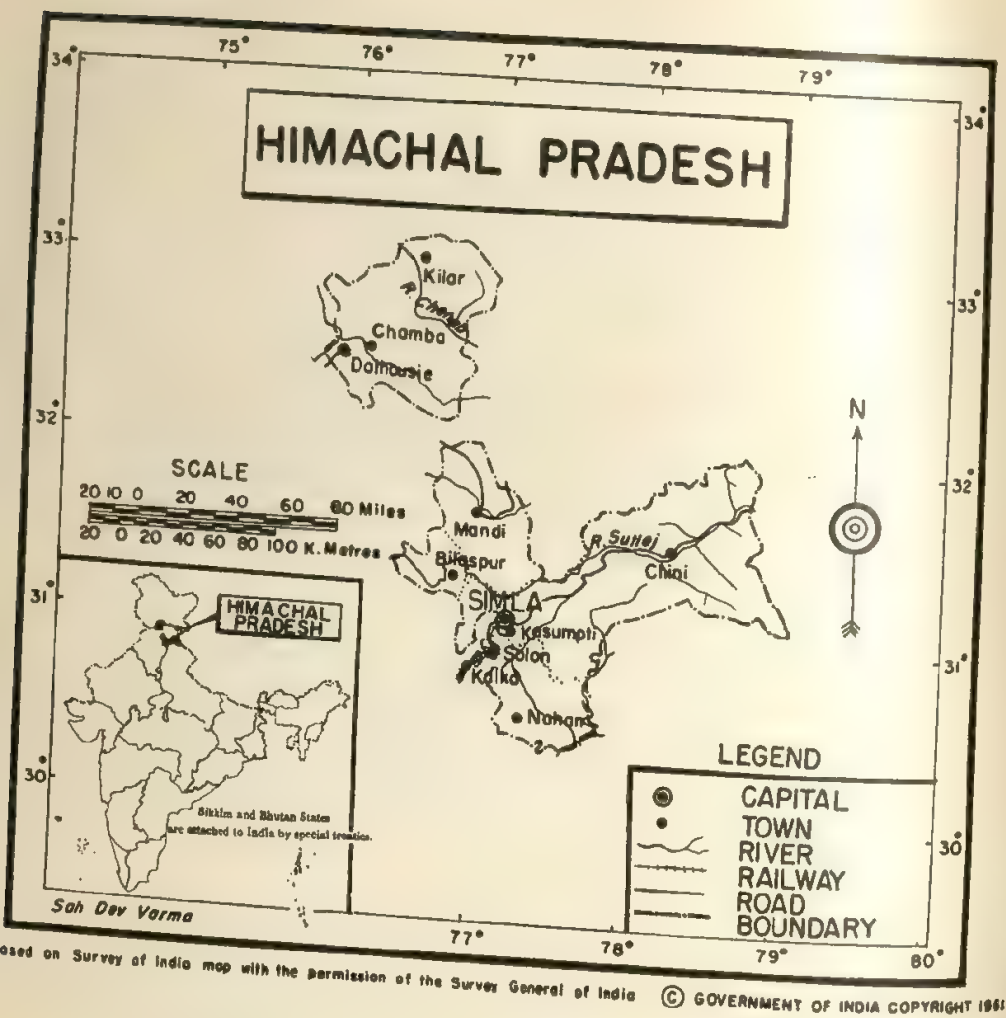 75° 76° 77° 78° 79°
34° 34°
HIMACHAL PRADESH
33° 33°
Kilar
R. Chenab
Chamba
Dalhousie
32° 32°
N
SCALE
20 10 0 20 40 60 80 Miles
20 0 20 40 60 80 100 K.Metres
Mandi
R. Sutlej
Bilaspur
Chini
31° 31°
SIMLA
Kasumpti
Solon
Kalka
Nahan
HIMACHAL
PRADESH
30° 30°
Sikkim and Bhutan States
are attached to India by special treaties.
Sah Dev Varma
LEGEND
CAPITAL
TOWN
RIVER
RAILWAY
ROAD
BOUNDARY
77° 78° 79° 80°
ased on Survey of India map with the permission of the Survey General of India © GOVERNMENT OF INDIA COPYRIGHT